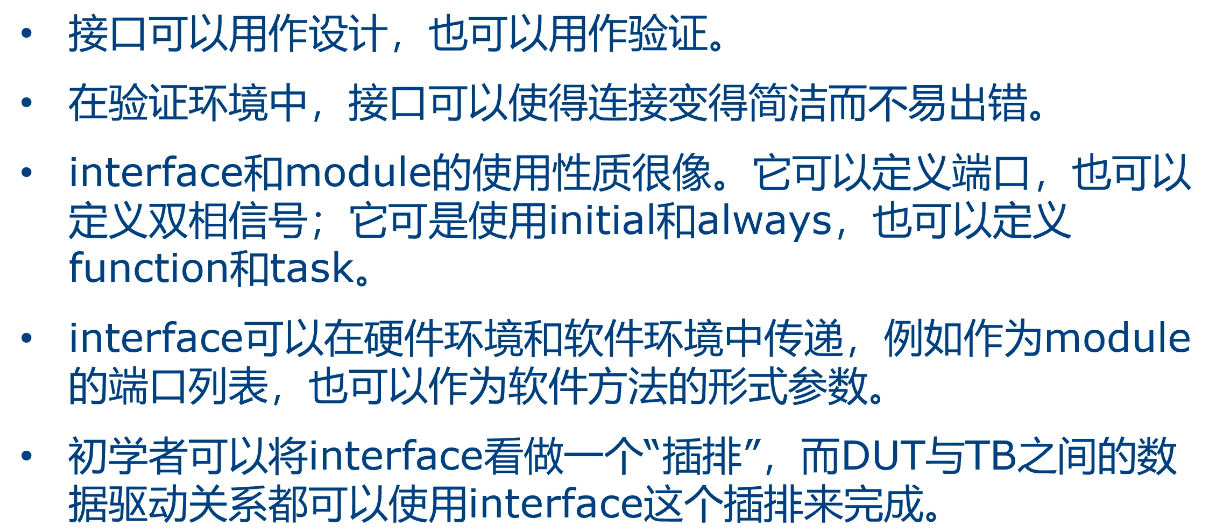 • 接口可以用作设计，也可以用作验证。
• 在验证环境中，接口可以使得连接变得简洁而不易出错。
• interface和module的使用性质很像。它可以定义端口，也可以
定义双相信号；它可是使用initial和always，也可以定义
function和task。
• interface可以在硬件环境和软件环境中传递，例如作为module
的端口列表，也可以作为软件方法的形式参数。
• 初学者可以将interface看做一个“插排”，而DUT与TB之间的数
据驱动关系都可以使用interface这个插排来完成。